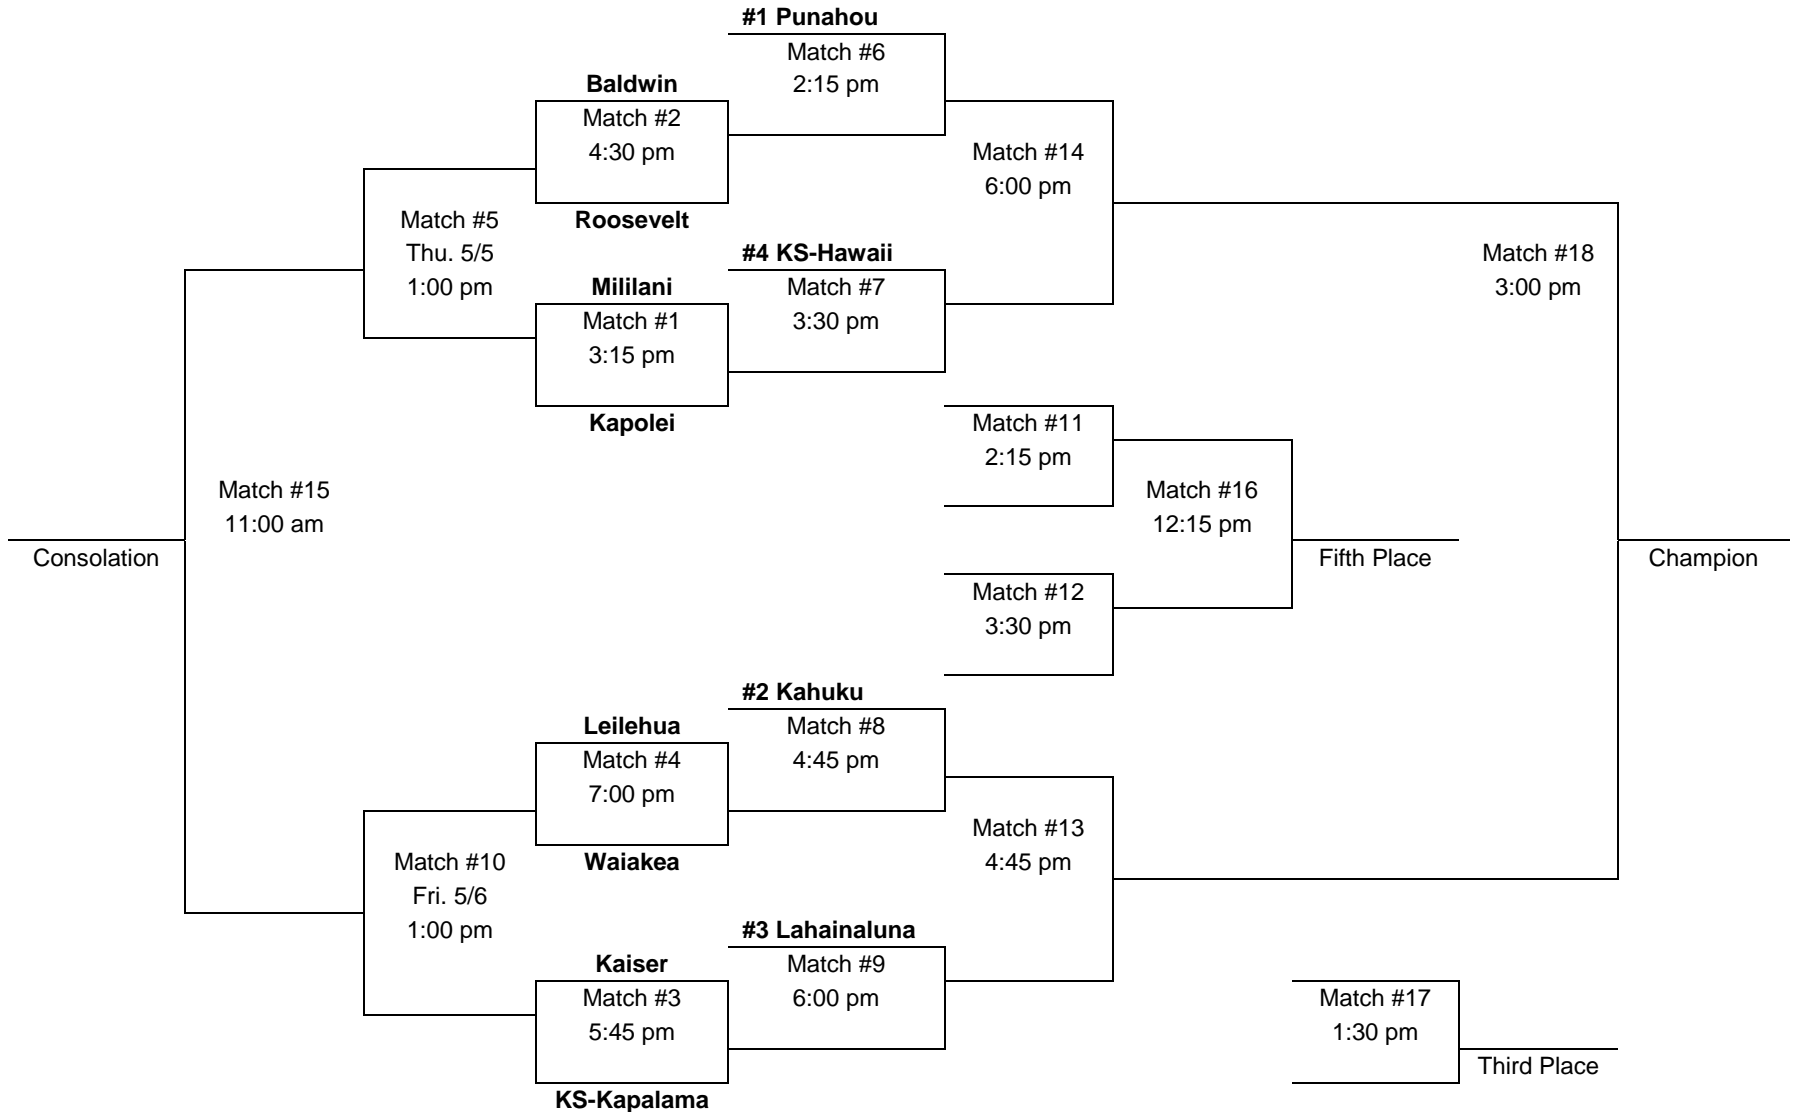 #1 Punahou
Match #6
2:15 pm
Baldwin
Match #2
4:30 pm
Roosevelt
Match #14
6:00 pm
Match #5
Thu. 5/5
1:00 pm
#4 KS-Hawaii
Match #7
3:30 pm
Mililani
Match #1
3:15 pm
Kapolei
Match #18
3:00 pm
Match #11
2:15 pm
Match #15
11:00 am
Match #16
12:15 pm
Consolation
Fifth Place
Champion
Match #12
3:30 pm
#2 Kahuku
Match #8
4:45 pm
Leilehua
Match #4
7:00 pm
Waiakea
Match #13
4:45 pm
Match #10
Fri. 5/6
1:00 pm
#3 Lahainaluna
Match #9
6:00 pm
Kaiser
Match #3
5:45 pm
KS-Kapalama
Match #17
1:30 pm
Third Place